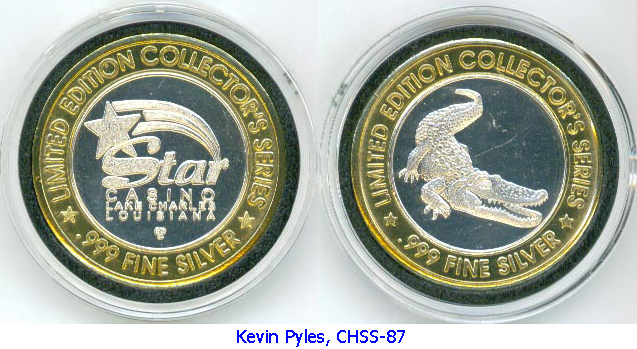 LIMITED EDITION COLLECTOR'S SERIES
Star
CASINO
LAKE CHARLES
LOUISIANA
.999 FINE SILVER
LIMITED EDITION COLLECTOR'S SERIES
.999 FINE SILVER
Kevin Pyles, CHSS-87